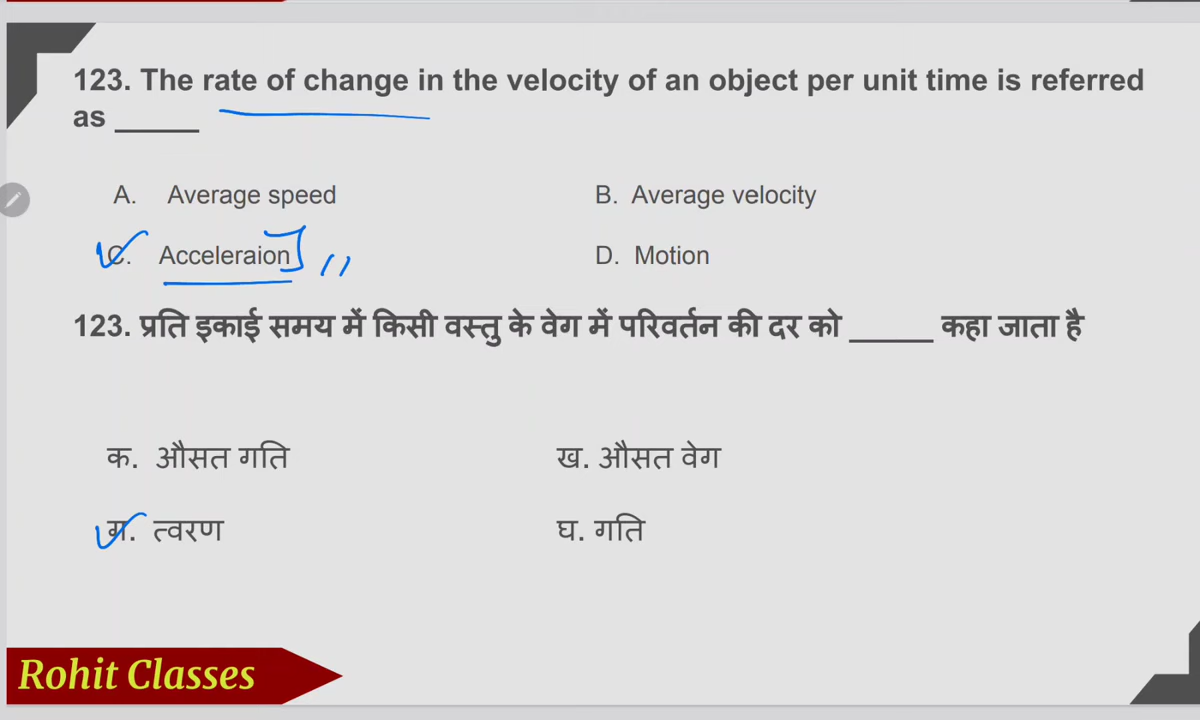 123. The rate of change in the velocity of an object per unit time is referred
as ______
A. Average speed
B. Average velocity
C. Acceleraion
D. Motion
123. प्रति इकाई समय में किसी वस्तु के वेग में परिवर्तन की दर को ______ कहा जाता है
क. औसत गति
ख. औसत वेग
ग. त्वरण
घ. गति
Rohit Classes